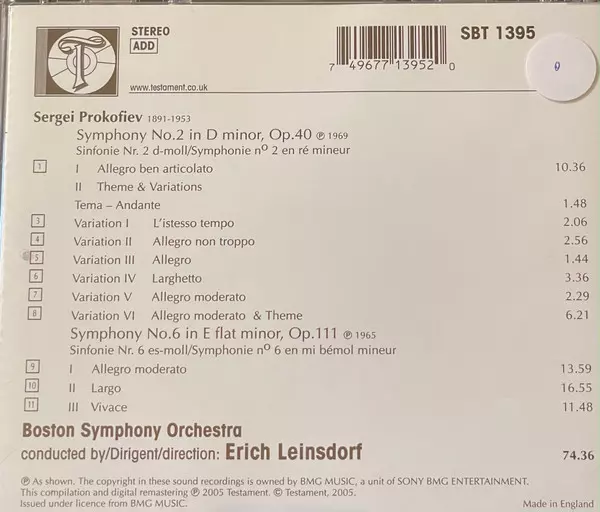 STEREO
ADD
SBT 1395
7 49677 13952 0
www.testament.co.uk
Sergei Prokofiev 1891-1953
Symphony No.2 in D minor, Op.40 ℗ 1969
Sinfonie Nr. 2 d-moll/Symphonie nº 2 en ré mineur
1 I Allegro ben articolato 10.36
II Theme & Variations
Tema – Andante 1.48
3 Variation I L'istesso tempo 2.06
4 Variation II Allegro non troppo 2.56
5 Variation III Allegro 1.44
6 Variation IV Larghetto 3.36
7 Variation V Allegro moderato 2.29
8 Variation VI Allegro moderato & Theme 6.21
Symphony No.6 in E flat minor, Op.111 ℗ 1965
Sinfonie Nr. 6 es-moll/Symphonie nº 6 en mi bémol mineur
9 I Allegro moderato 13.59
10 II Largo 16.55
11 III Vivace 11.48
Boston Symphony Orchestra
conducted by/Dirigent/direction: Erich Leinsdorf 74.36
℗ As shown. The copyright in these sound recordings is owned by BMG MUSIC, a unit of SONY BMG ENTERTAINMENT.
This compilation and digital remastering ℗ 2005 Testament. © Testament, 2005.
Issued under licence from BMG MUSIC. Made in England